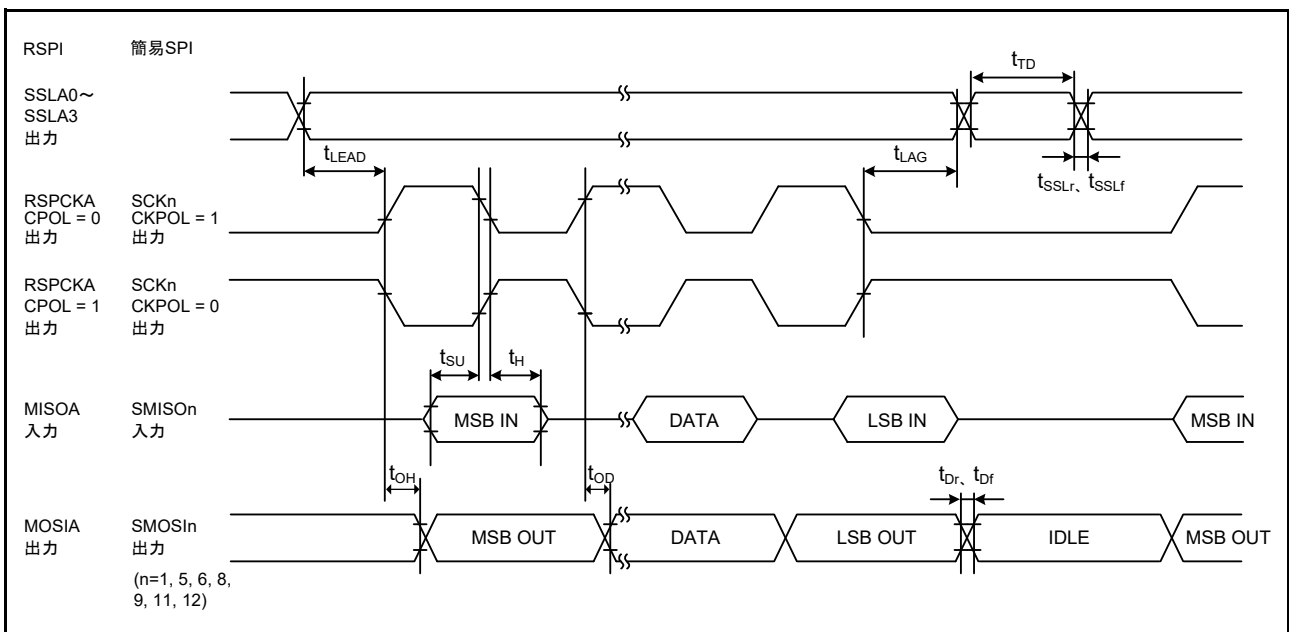 RSPI 簡易SPI
SSLA0～
SSLA3
出力
tTD
tLEAD
tLAG
tSSLr、tSSLf
RSPCKA SCKn
CPOL = 0 CKPOL = 1
出力 出力
RSPCKA SCKn
CPOL = 1 CKPOL = 0
出力 出力
tSU tH
MISOA SMISOn
入力 入力
MSB IN DATA LSB IN MSB IN
tOH tOD tDr、tDf
MOSIA SMOSIn
出力 出力
MSB OUT DATA LSB OUT IDLE MSB OUT
(n=1, 5, 6, 8,
9, 11, 12)